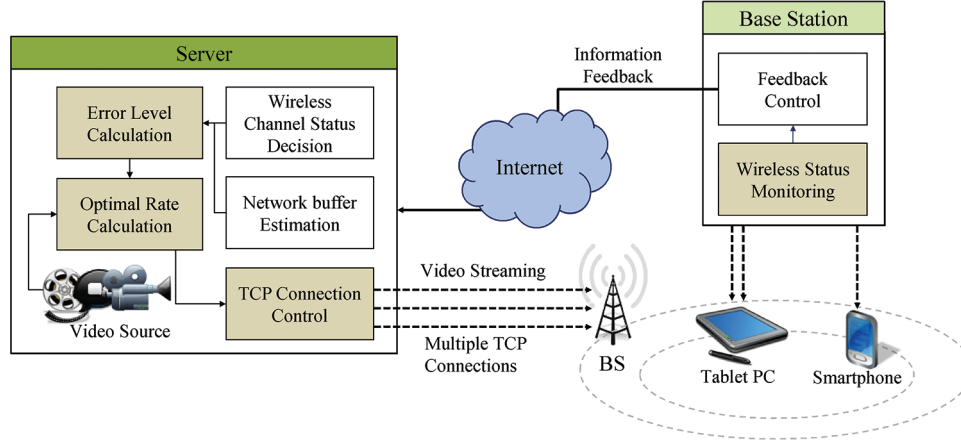 Server
Error Level
Calculation
Wireless
Channel Status
Decision
Optimal Rate
Calculation
Network buffer
Estimation
Video Source
TCP Connection
Control
Video Streaming
Multiple TCP
Connections
Information
Feedback
Internet
BS
Base Station
Feedback
Control
Wireless Status
Monitoring
Tablet PC
Smartphone